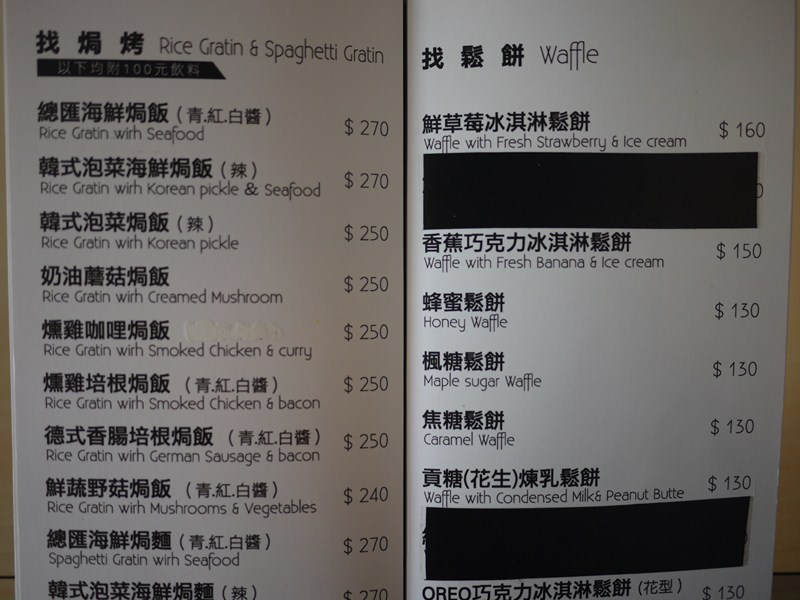 找焗烤 Rice Gratin & Spaghetti Gratin
以下均附100元飲料
總匯海鮮焗飯(青.紅.白醬) $ 270
Rice Gratin wirh Seafood
韓式泡菜海鮮焗飯(辣) $ 270
Rice Gratin wirh Korean pickle & Seafood
韓式泡菜焗飯(辣) $ 250
Rice Gratin wirh Korean pickle
奶油蘑菇焗飯 $ 250
Rice Gratin wirh Creamed Mushroom
燻雞咖哩焗飯 $ 250
Rice Gratin wirh Smoked Chicken & curry
燻雞培根焗飯(青.紅.白醬) $ 250
Rice Gratin wirh Smoked Chicken & bacon
德式香腸培根焗飯(青.紅.白醬) $ 250
Rice Gratin wirh German Sausage & bacon
鮮蔬野菇焗飯(青.紅.白醬) $ 240
Rice Gratin wirh Mushrooms & Vegetables
總匯海鮮焗麵(青.紅.白醬) $ 270
Spaghetti Gratin wirh Seafood
韓式泡菜海鮮焗麵(辣) $ 270
找鬆餅 Waffle
鮮草莓冰淇淋鬆餅 $ 160
Waffle with Fresh Strawberry & Ice cream
香蕉巧克力冰淇淋鬆餅 $ 150
Waffle with Fresh Banana & Ice cream
蜂蜜鬆餅 $ 130
Honey Waffle
楓糖鬆餅 $ 130
Maple sugar Waffle
焦糖鬆餅 $ 130
Caramel Waffle
貢糖(花生)煉乳鬆餅 $ 130
Waffle with Condensed Milk& Peanut Butte
OREO巧克力冰淇淋鬆餅(花型) $ 130